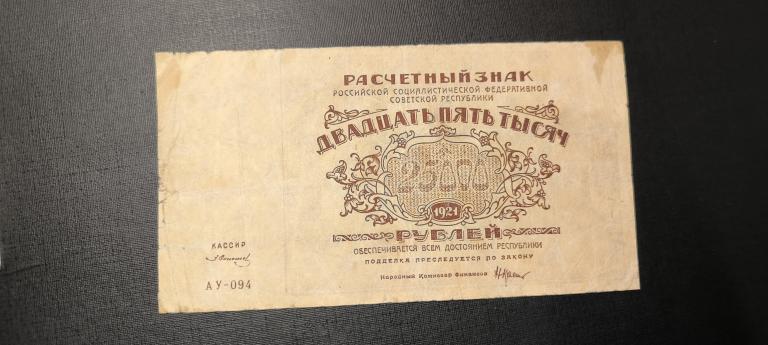 РАСЧЕТНЫЙ ЗНАК
РОССИЙСКОЙ СОЦИАЛИСТИЧЕСКОЙ ФЕДЕРАТИВНОЙ
СОВЕТСКОЙ РЕСПУБЛИКИ
ДВАДЦАТЬ ПЯТЬ ТЫСЯЧ
25000
1921
РУБЛЕЙ
ОБЕСПЕЧИВАЕТСЯ ВСЕМ ДОСТОЯНИЕМ РЕСПУБЛИКИ
ПОДДЕЛКА ПРЕСЛЕДУЕТСЯ ПО ЗАКОНУ
Народный Комиссар Финансов
КАССИР
АУ-094